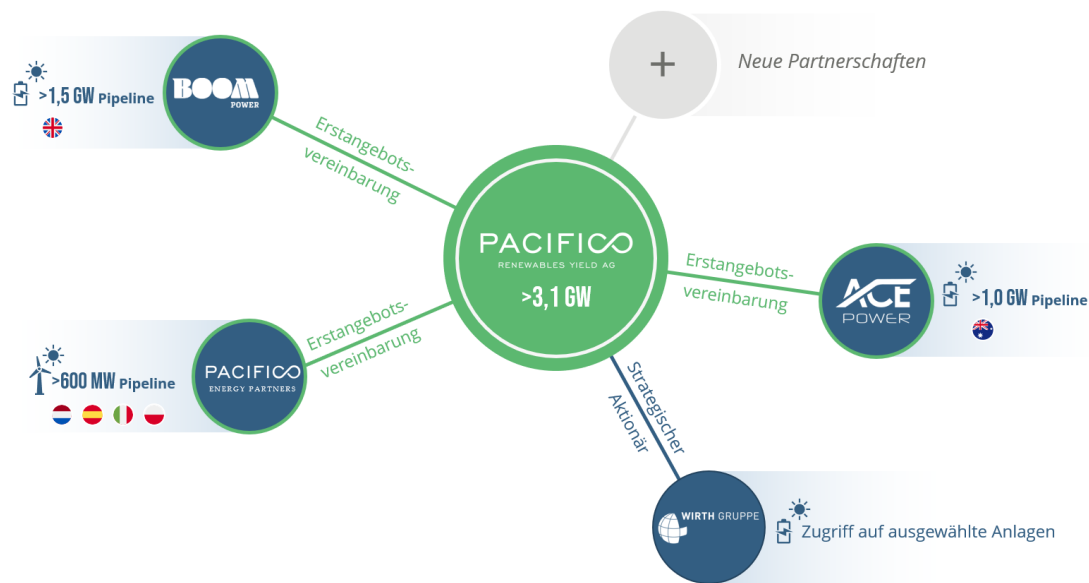 Neue Partnerschaften
BOOM
POWER
>1,5 GW Pipeline
Erstangebots-
vereinbarung
PACIFICO
RENEWABLES YIELD AG
>3,1 GW
Erstangebots-
vereinbarung
ACE
POWER
>1,0 GW Pipeline
Erstangebots-
vereinbarung
PACIFICO
ENERGY PARTNERS
>600 MW Pipeline
Strategischer
Aktionär
WIRTH GRUPPE
Zugriff auf ausgewählte Anlagen